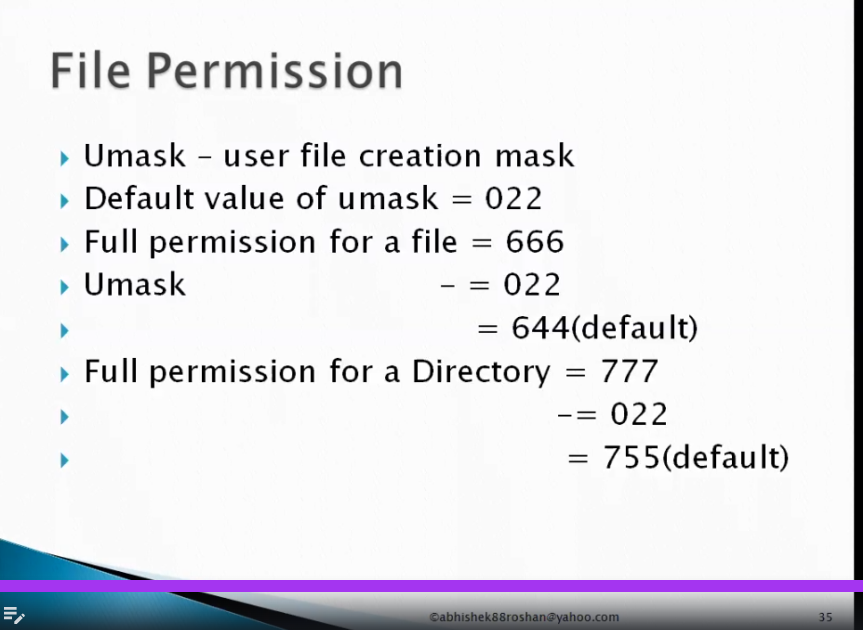 File Permission
Umask – user file creation mask
Default value of umask = 022
Full permission for a file = 666
Umask – = 022
= 644(default)
Full permission for a Directory = 777
–= 022
= 755(default)
©abhishek88roshan@yahoo.com 35